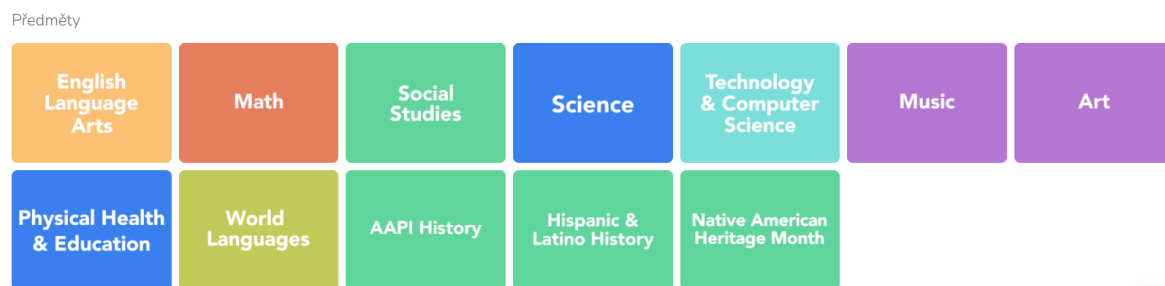 Předměty
English
Language
Arts
Math
Social
Studies
Science
Technology
& Computer
Science
Music
Art
Physical Health
& Education
World
Languages
AAPI History
Hispanic &
Latino History
Native American
Heritage Month